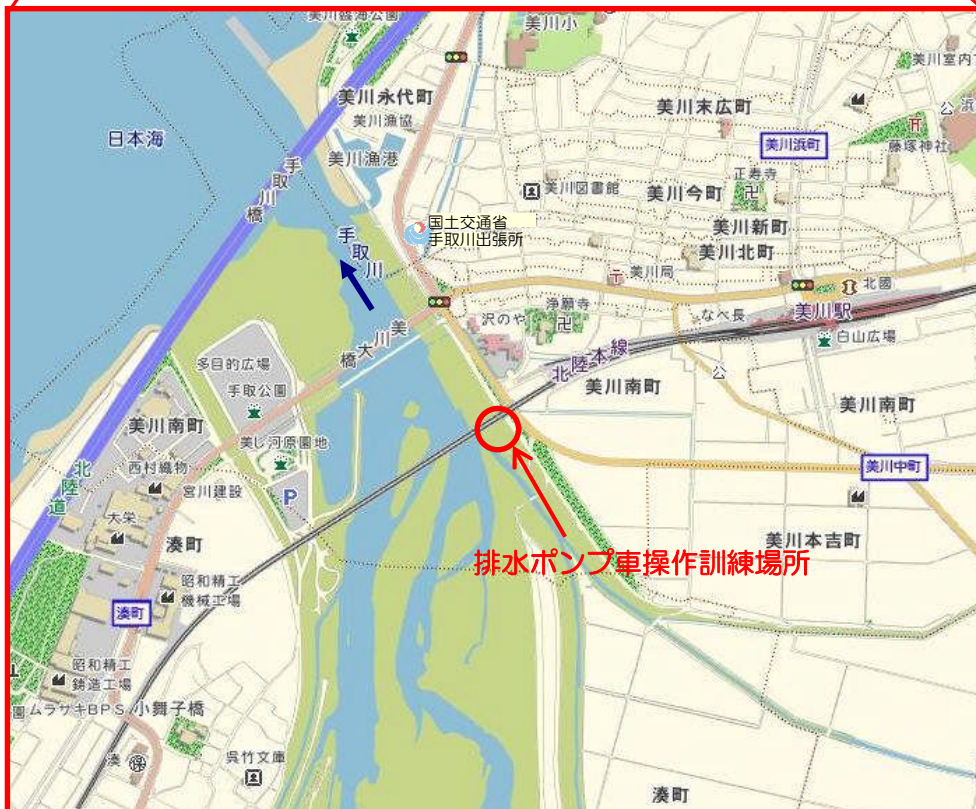 美川小
美川室内
美川永代町
美川漁協
美川末広町
公
浜
日本海
手取川橋
美川漁港
美川浜町
藤塚神社
正寿寺
美川図書館
美川今町
国土交通省
手取川出張所
手取川
美川新町
美川北町
美川局
北國
浄願寺
沢のや
なべ長
美川駅
白山広場
美川大橋
北陸本線
多目的広場
手取公園
公
美川南町
美川南町
美川南町
美し河原園地
北陸道
西村織物
宮川建設
P
美川中町
大栄
湊町
美川本吉町
排水ポンプ車操作訓練場所
昭和精工
機械工場
湊町
昭和精工
鋳造工場
園
ムラサキBPS
小舞子橋
湊
呉竹文庫
湊町